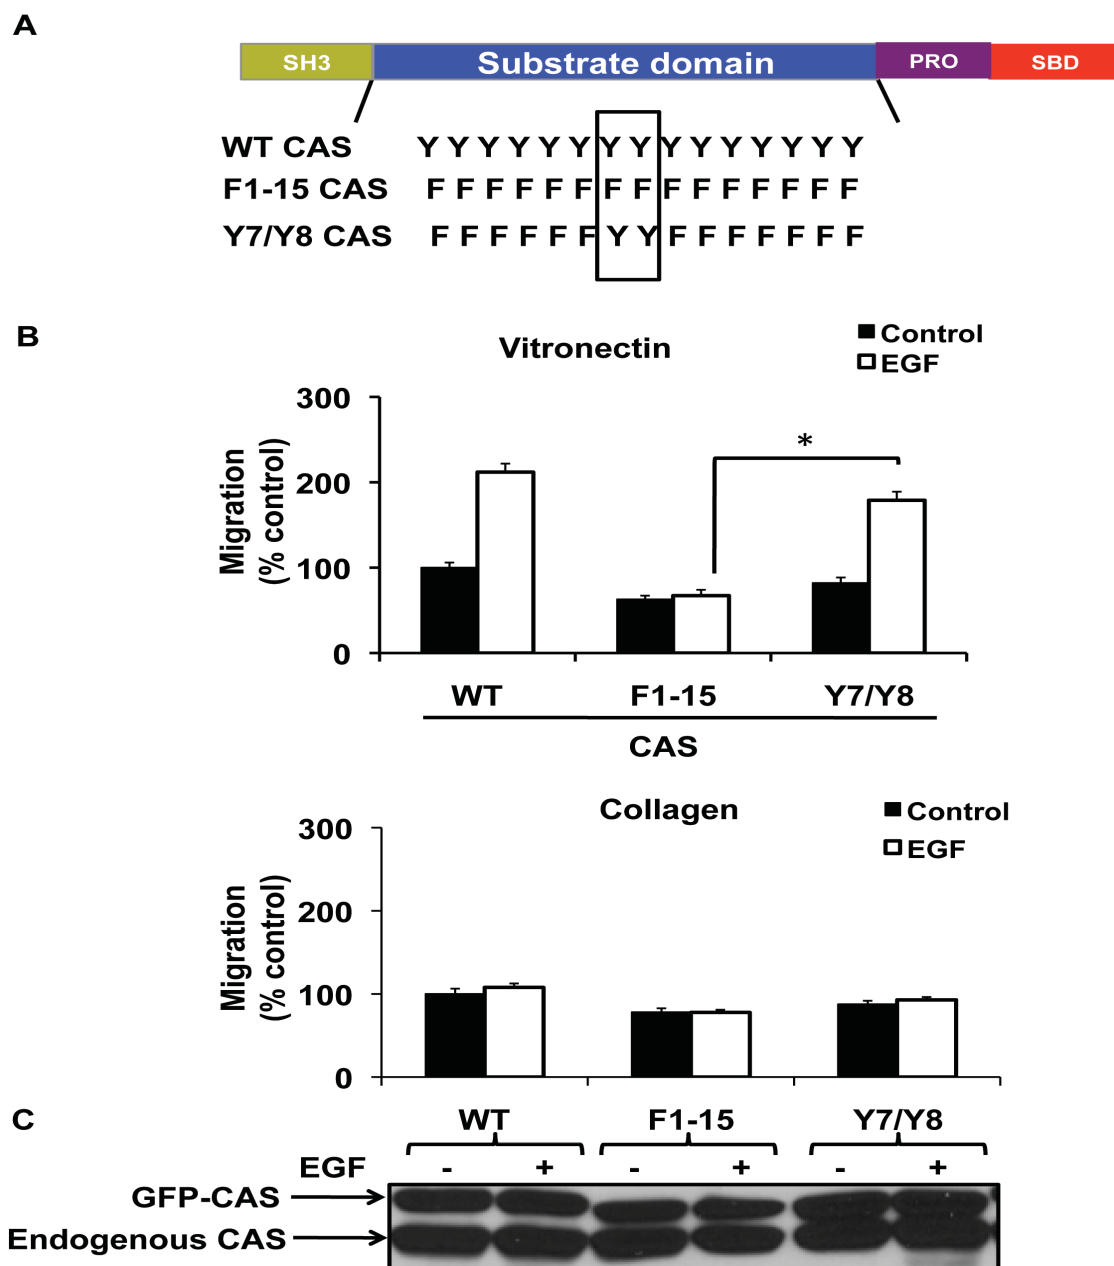 A
SH3 Substrate domain PRO SBD
WT CAS Y Y Y Y Y Y Y Y Y Y Y Y Y Y Y
F1-15 CAS F F F F F F F F F F F F F F F
Y7/Y8 CAS F F F F F F Y Y F F F F F F F
B
Vitronectin
Control
EGF
Migration
(% control)
300
200
100
0
*
WT F1-15 Y7/Y8
CAS
Collagen
Control
EGF
Migration
(% control)
300
200
100
0
C
WT F1-15 Y7/Y8
EGF - + - + - +
GFP-CAS
Endogenous CAS